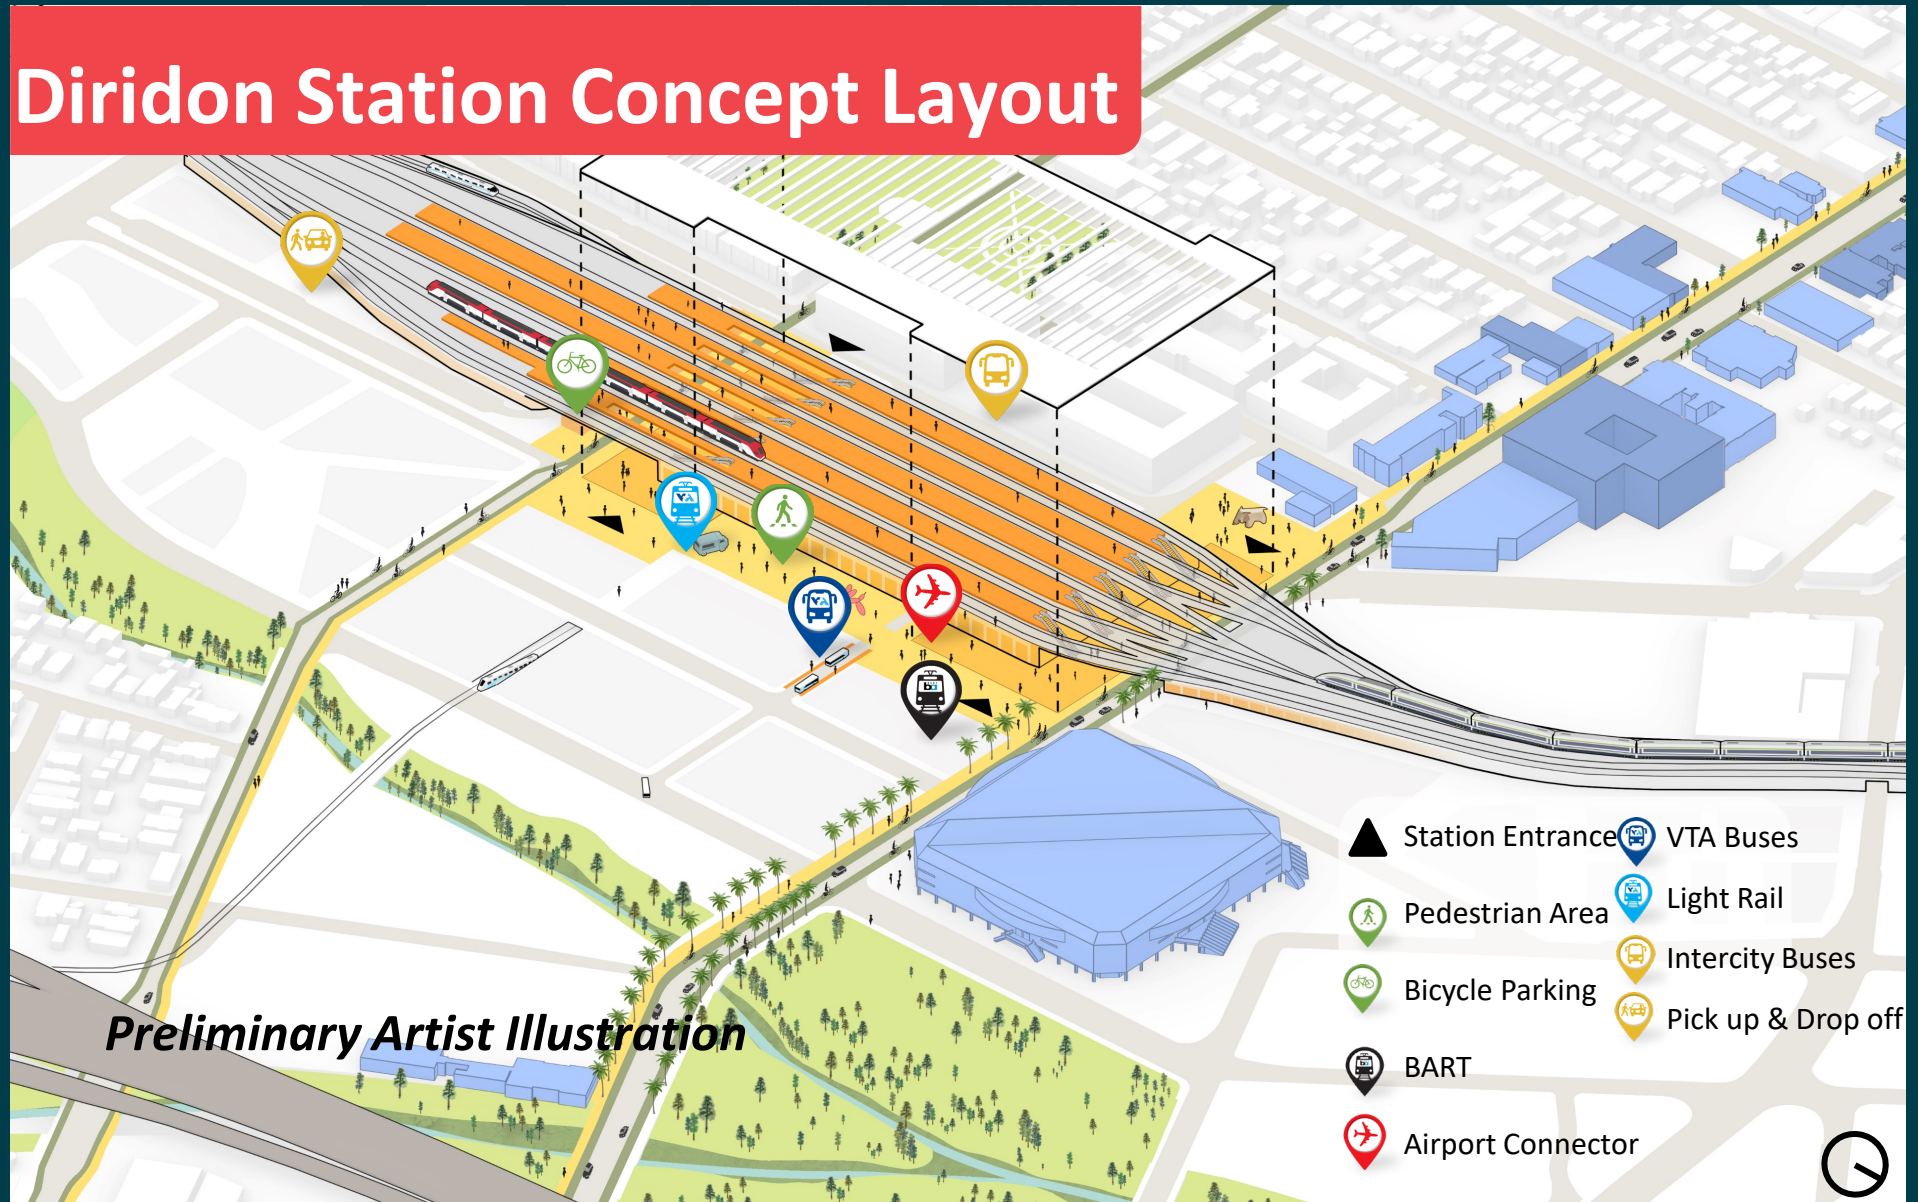 Diridon Station Concept Layout
Preliminary Artist Illustration
Station Entrance
Pedestrian Area
Bicycle Parking
BART
Airport Connector
VTA Buses
Light Rail
Intercity Buses
Pick up & Drop off